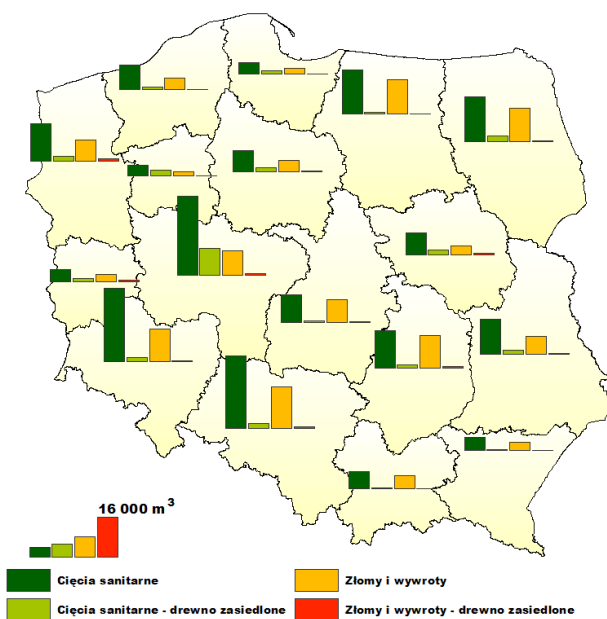 16 000 m³
Cięcia sanitarne
Złomy i wywroty
Cięcia sanitarne - drewno zasiedlone
Złomy i wywroty - drewno zasiedlone